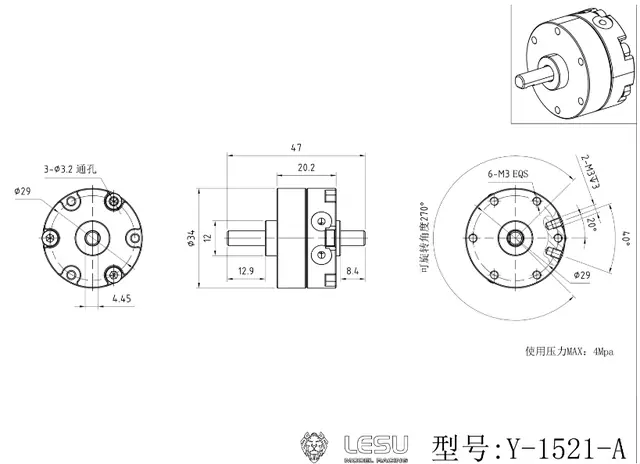 3-Φ3.2 通孔
Φ29
4.45
47
20.2
Φ34
12
12.9
8.4
6-M3 EQS
2-M3↧3
可旋转角度270°
20°
40°
Φ29
使用压力MAX: 4Mpa
LESU
MODEL RACING
型号:Y-1521-A